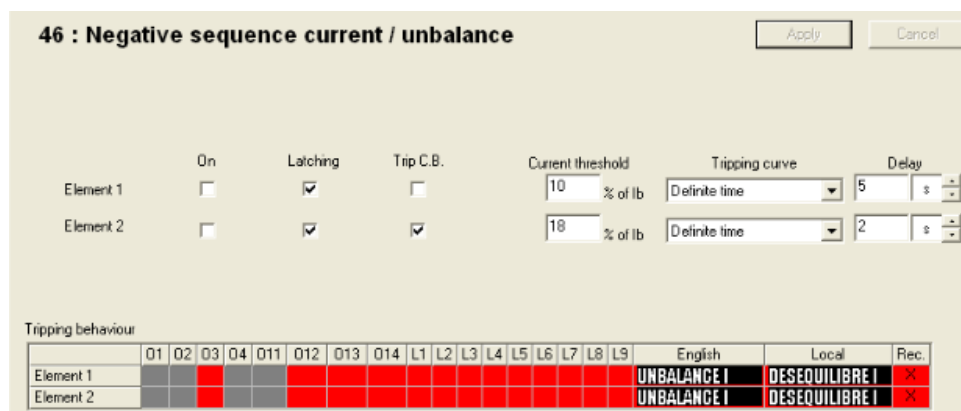 46 : Negative sequence current / unbalance Apply Cancel
On Latching Trip C.B. Current threshold Tripping curve Delay
Element 1 10 % of Ib Definite time 5 s
Element 2 18 % of Ib Definite time 2 s
Tripping behaviour
O1 O2 O3 O4 O11 O12 O13 O14 L1 L2 L3 L4 L5 L6 L7 L8 L9 English Local Rec.
Element 1 UNBALANCE I DESEQUILIBRE I X
Element 2 UNBALANCE I DESEQUILIBRE I X